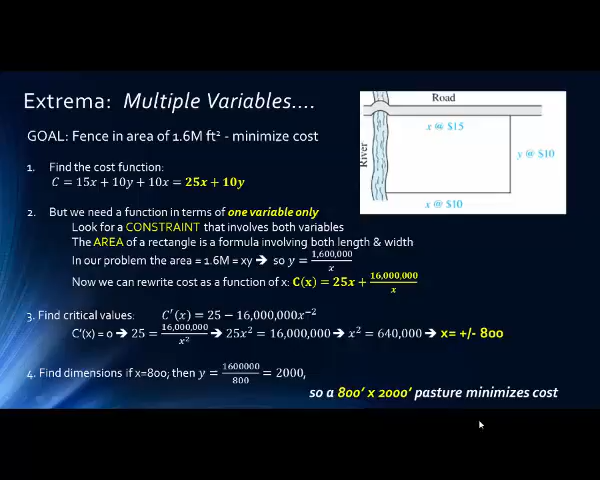 Extrema: Multiple Variables....
GOAL: Fence in area of 1.6M ft² - minimize cost
Road
x @ $15
River
y @ $10
x @ $10
1. Find the cost function:
C = 15x + 10y + 10x = 25x + 10y
2. But we need a function in terms of one variable only
Look for a CONSTRAINT that involves both variables
The AREA of a rectangle is a formula involving both length & width
In our problem the area = 1.6M = xy → so y = 1,600,000/x
Now we can rewrite cost as a function of x: C(x) = 25x + 16,000,000/x
3. Find critical values: C′(x) = 25 − 16,000,000x⁻²
C'(x) = 0 → 25 = 16,000,000/x² → 25x² = 16,000,000 → x² = 640,000 → x= +/- 800
4. Find dimensions if x=800; then y = 1600000/800 = 2000,
so a 800' x 2000' pasture minimizes cost